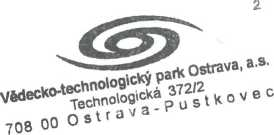 2
Vědecko-technologický park Ostrava, a.s.
Technologická 372/2
708 00 Ostrava-Pustkovec